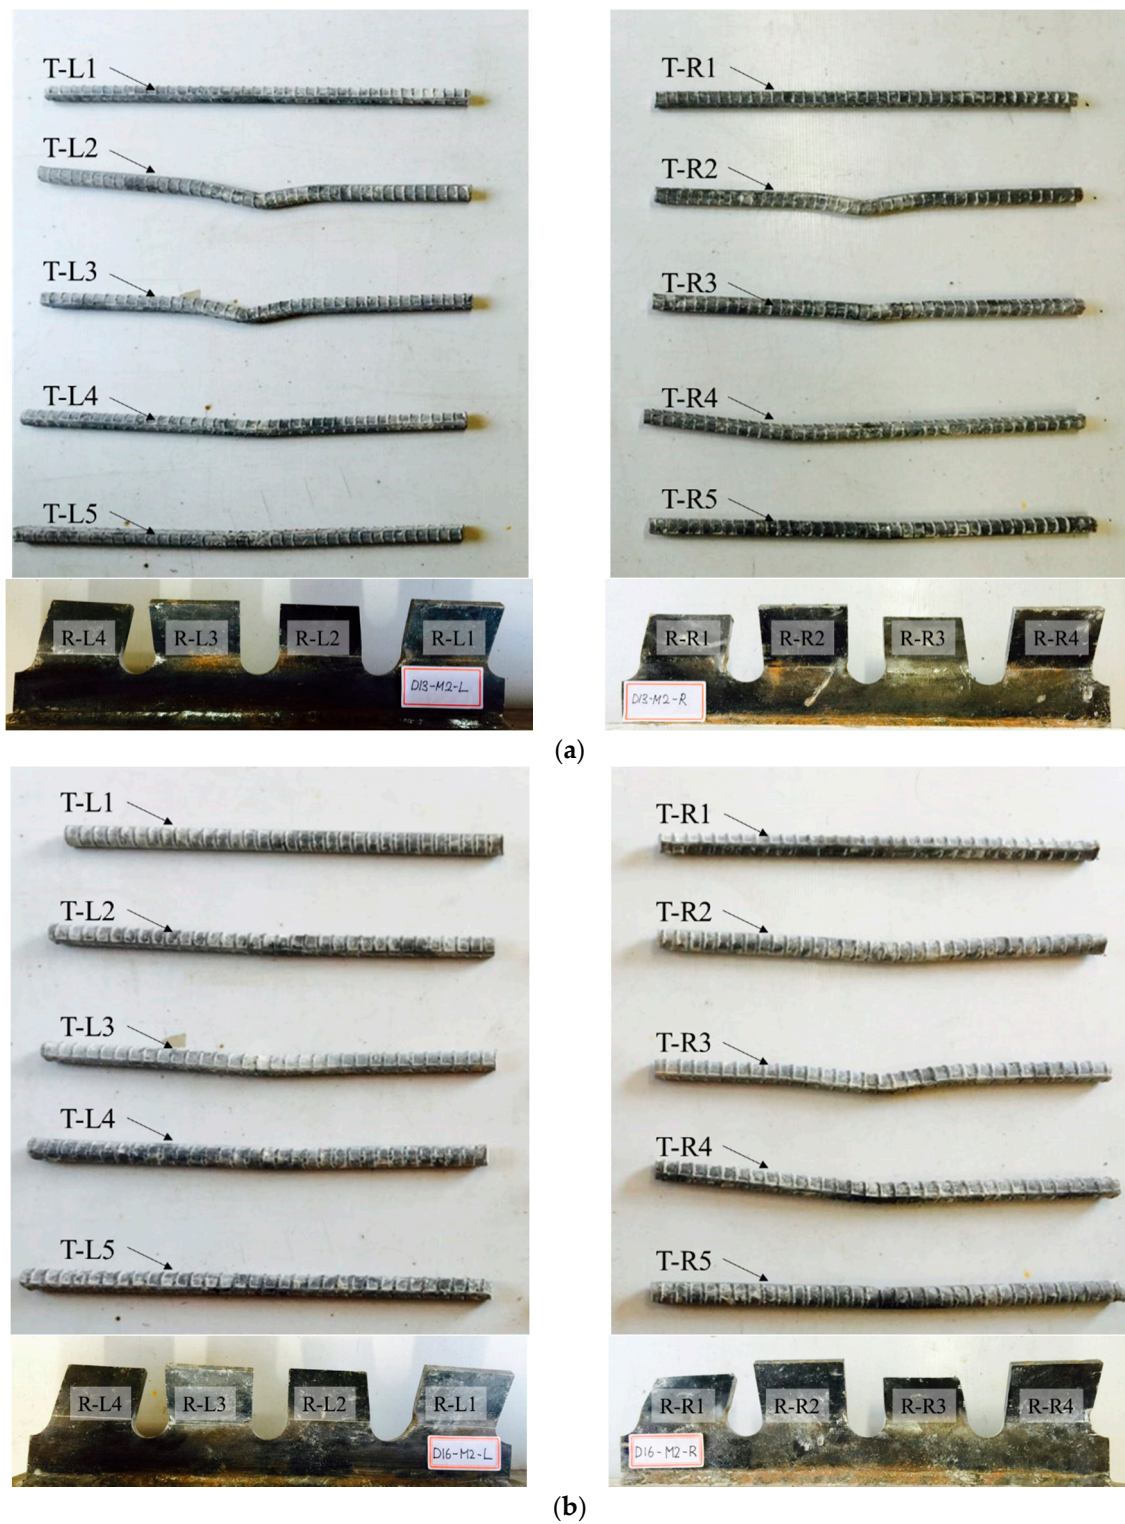 T-L1
T-L2
T-L3
T-L4
T-L5
T-R1
T-R2
T-R3
T-R4
T-R5
R-L4 R-L3 R-L2 R-L1
D13-M2-L
R-R1 R-R2 R-R3 R-R4
D13-M2-R
(a)
T-L1
T-L2
T-L3
T-L4
T-L5
T-R1
T-R2
T-R3
T-R4
T-R5
R-L4 R-L3 R-L2 R-L1
D16-M2-L
R-R1 R-R2 R-R3 R-R4
D16-M2-R
(b)